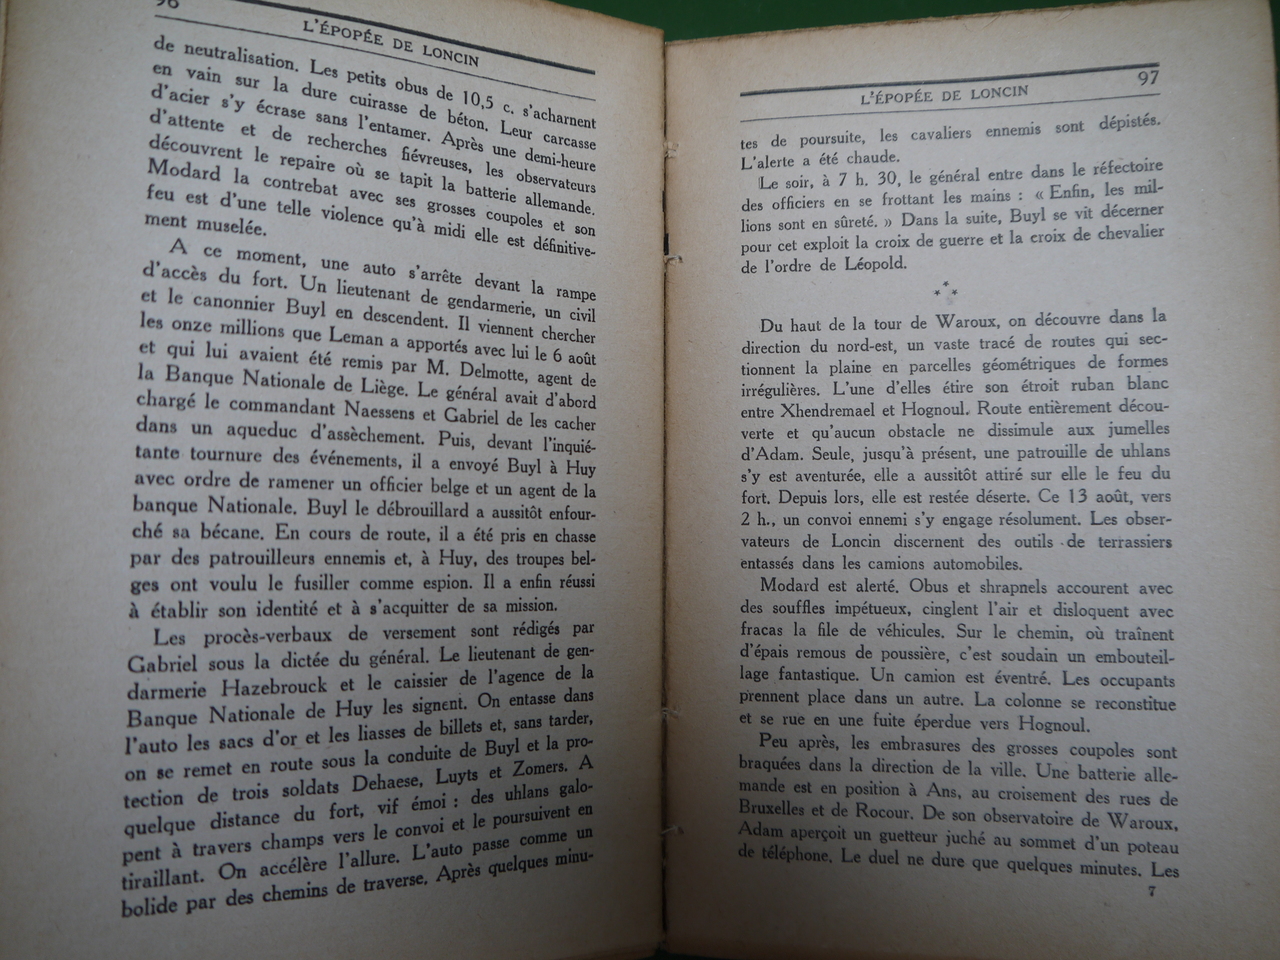 96
L'ÉPOPÉE DE LONCIN
de neutralisation. Les petits obus de 10,5 c. s'acharnent
en vain sur la dure cuirasse de béton. Leur carcasse
d'acier s'y écrase sans l'entamer. Après une demi-heure
d'attente et de recherches fiévreuses, les observateurs
découvrent le repaire où se tapit la batterie allemande.
Modard la contrebat avec ses grosses coupoles et son
feu est d'une telle violence qu'à midi elle est définitive-
ment muselée.
A ce moment, une auto s'arrête devant la rampe
d'accès du fort. Un lieutenant de gendarmerie, un civil
et le canonnier Buyl en descendent. Il viennent chercher
les onze millions que Leman a apportés avec lui le 6 août
et qui lui avaient été remis par M. Delmotte, agent de
la Banque Nationale de Liège. Le général avait d'abord
chargé le commandant Naessens et Gabriel de les cacher
dans un aqueduc d'assèchement. Puis, devant l'inquié-
tante tournure des événements, il a envoyé Buyl à Huy
avec ordre de ramener un officier belge et un agent de la
banque Nationale. Buyl le débrouillard a aussitôt enfour-
ché sa bécane. En cours de route, il a été pris en chasse
par des patrouilleurs ennemis et, à Huy, des troupes bel-
ges ont voulu le fusiller comme espion. Il a enfin réussi
à établir son identité et à s'acquitter de sa mission.
Les procès-verbaux de versement sont rédigés par
Gabriel sous la dictée du général. Le lieutenant de gen-
darmerie Hazebrouck et le caissier de l'agence de la
Banque Nationale de Huy les signent. On entasse dans
l'auto les sacs d'or et les liasses de billets et, sans tarder,
on se remet en route sous la conduite de Buyl et la pro-
tection de trois soldats Dehaese, Luyts et Zomers. A
quelque distance du fort, vif émoi : des uhlans galo-
pent à travers champs vers le convoi et le poursuivent en
tiraillant. On accélère l'allure. L'auto passe comme un
bolide par des chemins de traverse. Après quelques minu-
L'ÉPOPÉE DE LONCIN
97
tes de poursuite, les cavaliers ennemis sont dépistés.
L'alerte a été chaude.
Le soir, à 7 h. 30, le général entre dans le réfectoire
des officiers en se frottant les mains : « Enfin, les mil-
lions sont en sûreté. » Dans la suite, Buyl se vit décerner
pour cet exploit la croix de guerre et la croix de chevalier
de l'ordre de Léopold.
* * *
Du haut de la tour de Waroux, on découvre dans la
direction du nord-est, un vaste tracé de routes qui sec-
tionnent la plaine en parcelles géométriques de formes
irrégulières. L'une d'elles étire son étroit ruban blanc
entre Xhendremael et Hognoul. Route entièrement décou-
verte et qu'aucun obstacle ne dissimule aux jumelles
d'Adam. Seule, jusqu'à présent, une patrouille de uhlans
s'y est aventurée, elle a aussitôt attiré sur elle le feu du
fort. Depuis lors, elle est restée déserte. Ce 13 août, vers
2 h., un convoi ennemi s'y engage résolument. Les obser-
vateurs de Loncin discernent des outils de terrassiers
entassés dans les camions automobiles.
Modard est alerté. Obus et shrapnels accourent avec
des souffles impétueux, cinglent l'air et disloquent avec
fracas la file de véhicules. Sur le chemin, où traînent
d'épais remous de poussière, c'est soudain un embouteil-
lage fantastique. Un camion est éventré. Les occupants
prennent place dans un autre. La colonne se reconstitue
et se rue en une fuite éperdue vers Hognoul.
Peu après, les embrasures des grosses coupoles sont
braquées dans la direction de la ville. Une batterie alle-
mande est en position à Ans, au croisement des rues de
Bruxelles et de Rocour. De son observatoire de Waroux,
Adam aperçoit un guetteur juché au sommet d'un poteau
de téléphone. Le duel ne dure que quelques minutes. Les
7